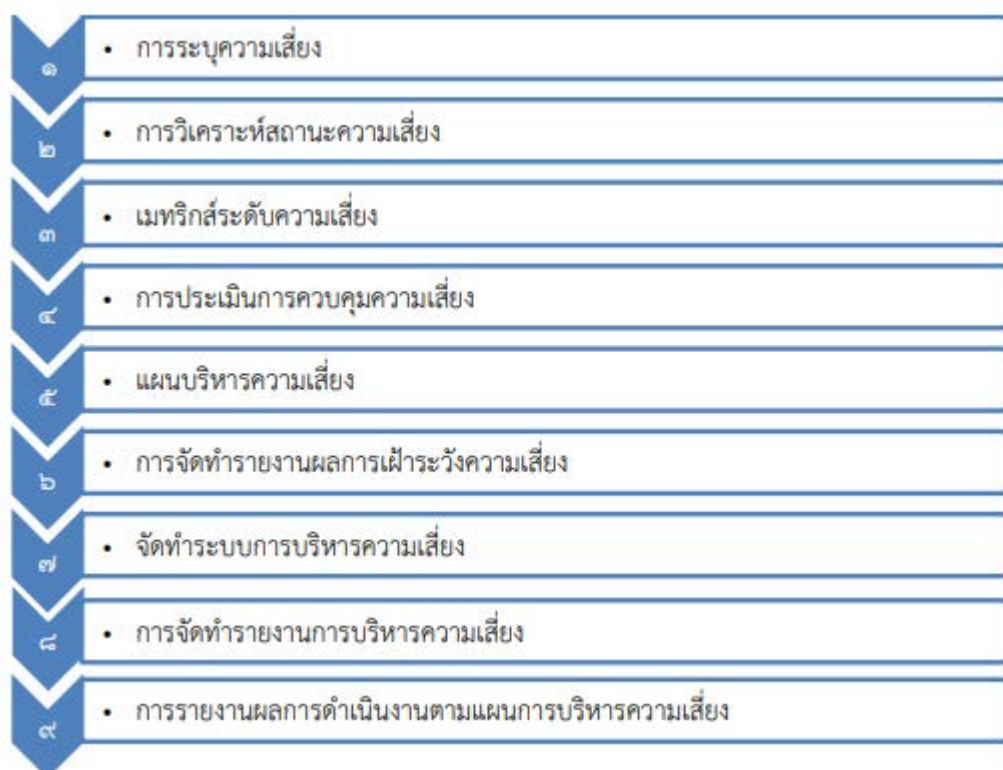 ๑ • การระบุความเสี่ยง
๒ • การวิเคราะห์สถานะความเสี่ยง
๓ • เมทริกส์ระดับความเสี่ยง
๔ • การประเมินการควบคุมความเสี่ยง
๕ • แผนบริหารความเสี่ยง
๖ • การจัดทำรายงานผลการเฝ้าระวังความเสี่ยง
๗ • จัดทำระบบการบริหารความเสี่ยง
๘ • การจัดทำรายงานการบริหารความเสี่ยง
๙ • การรายงานผลการดำเนินงานตามแผนการบริหารความเสี่ยง